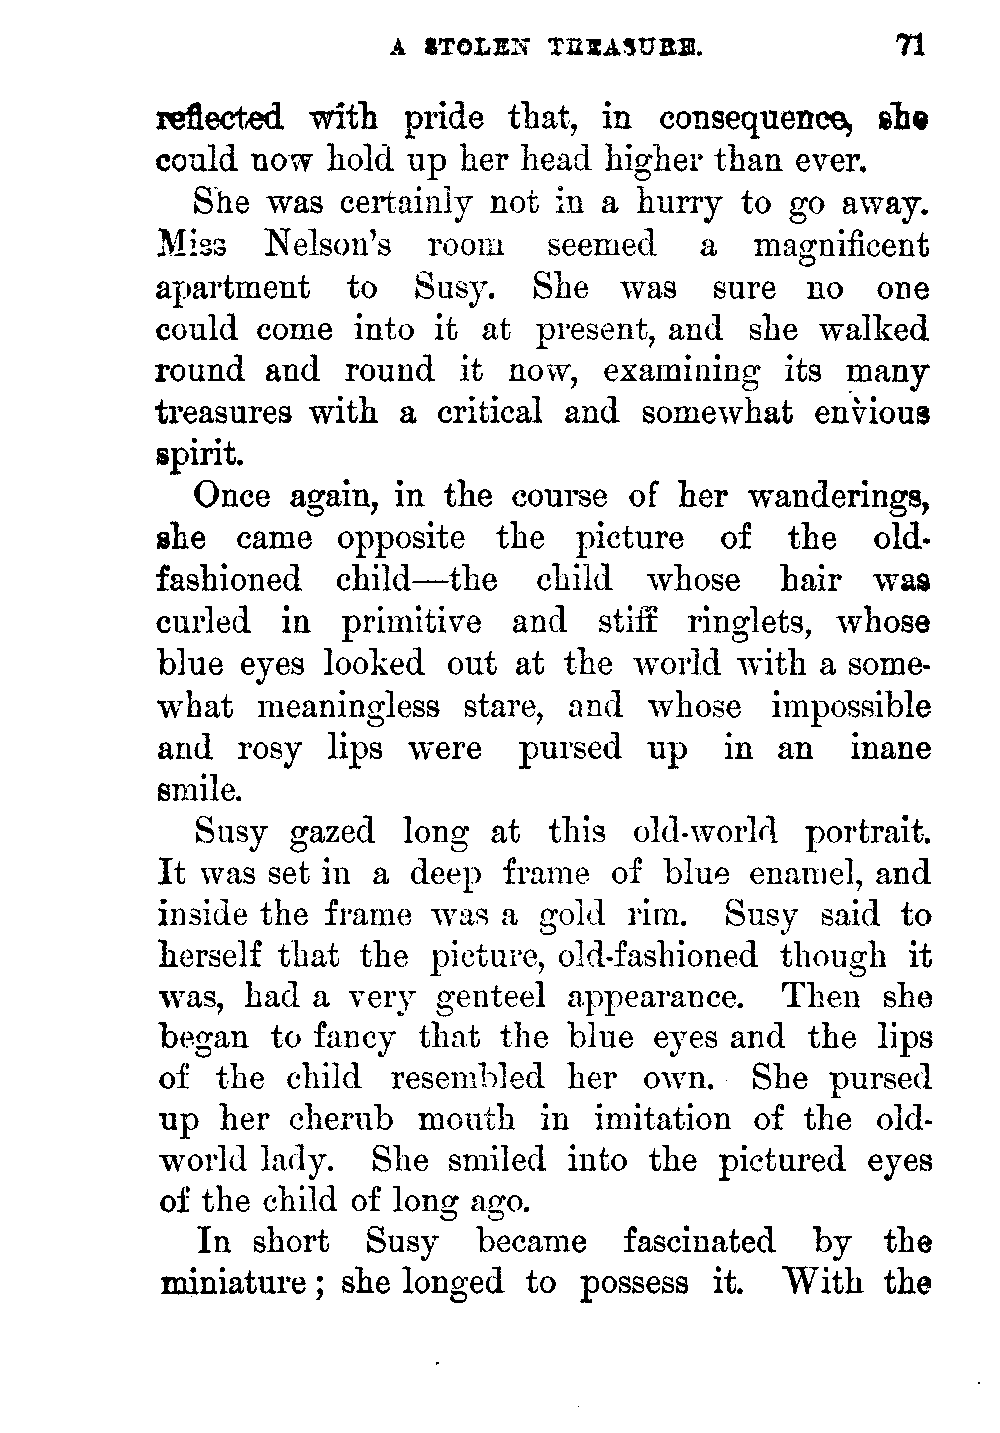 A STOLEN TREASURE. 71
reflected with pride that, in consequence, she
could now hold up her head higher than ever.
She was certainly not in a hurry to go away.
Miss Nelson's room seemed a magnificent
apartment to Susy. She was sure no one
could come into it at present, and she walked
round and round it now, examining its many
treasures with a critical and somewhat envious
spirit.
Once again, in the course of her wanderings,
she came opposite the picture of the old-
fashioned child—the child whose hair was
curled in primitive and stiff ringlets, whose
blue eyes looked out at the world with a some-
what meaningless stare, and whose impossible
and rosy lips were pursed up in an inane
smile.
Susy gazed long at this old-world portrait.
It was set in a deep frame of blue enamel, and
inside the frame was a gold rim. Susy said to
herself that the picture, old-fashioned though it
was, had a very genteel appearance. Then she
began to fancy that the blue eyes and the lips
of the child resembled her own. She pursed
up her cherub mouth in imitation of the old-
world lady. She smiled into the pictured eyes
of the child of long ago.
In short Susy became fascinated by the
miniature; she longed to possess it. With the